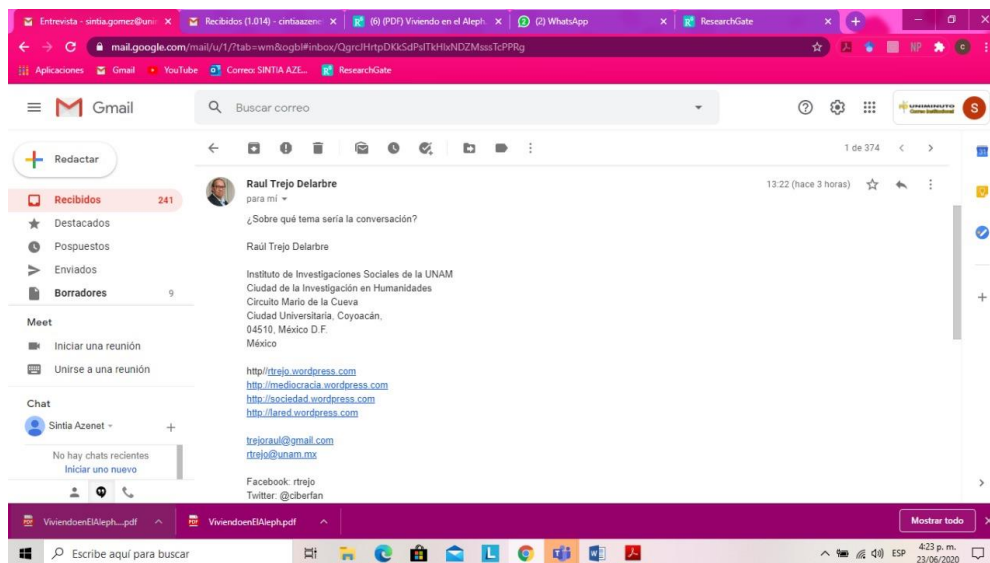 Entrevista - sintia.gomez@unin
Recibidos (1.014) - cintiaazene
(6) (PDF) Viviendo en el Aleph.
(2) WhatsApp
ResearchGate
mail.google.com/mail/u/1/?tab=wm&ogbl#inbox/QgrcJHrtpDKkSdPslTkHlxNDZMsssTcPPRg
Aplicaciones Gmail YouTube Correo: SINTIA AZE... ResearchGate
Gmail
Buscar correo
UNIMINUTO
S
Redactar
1 de 374
Recibidos 241
Destacados
Pospuestos
Enviados
Borradores 9
Meet
Iniciar una reunión
Unirse a una reunión
Chat
Sintia Azenet
No hay chats recientes
Iniciar uno nuevo
Raul Trejo Delarbre
13:22 (hace 3 horas)
para mí
¿Sobre qué tema sería la conversación?
Raúl Trejo Delarbre
Instituto de Investigaciones Sociales de la UNAM
Ciudad de la Investigación en Humanidades
Circuito Mario de la Cueva
Ciudad Universitaria, Coyoacán,
04510, México D.F.
México
http//rtrejo.wordpress.com
http://mediocracia.wordpress.com
http://sociedad.wordpress.com
http://lared.wordpress.com
trejoraul@gmail.com
rtrejo@unam.mx
Facebook: rtrejo
Twitter: @ciberfan
ViviendoenElAleph....pdf
ViviendoenElAleph.pdf
Mostrar todo
Escribe aquí para buscar
ESP
4:23 p. m.
23/06/2020